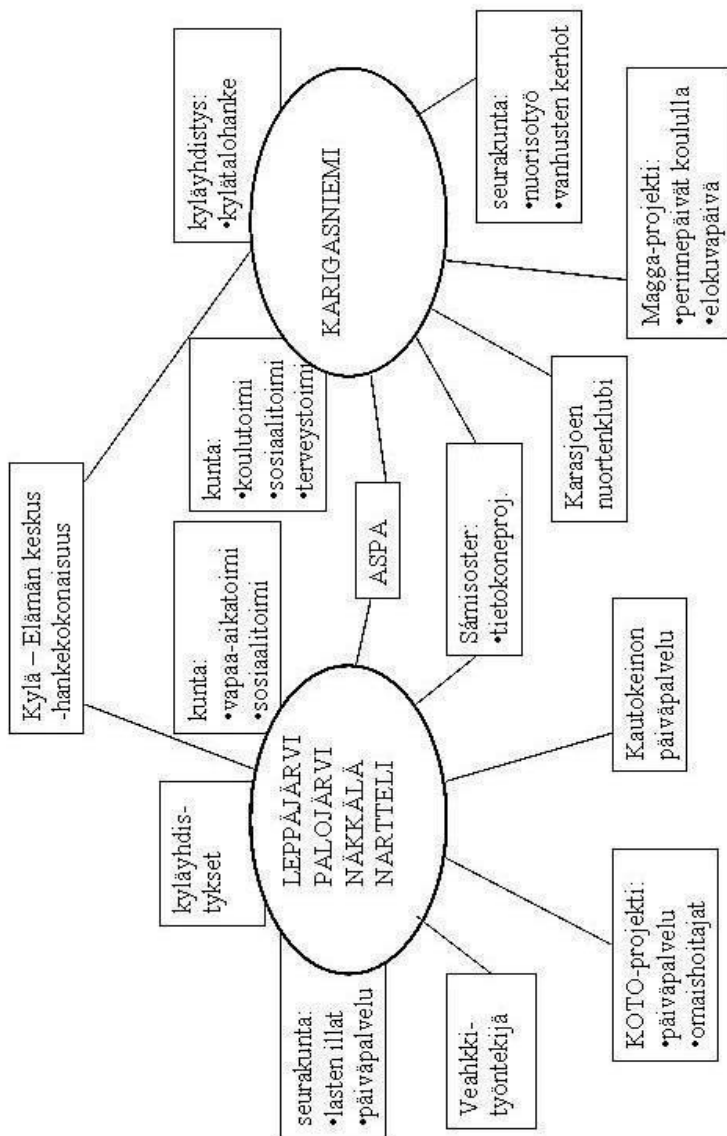 Kylä – Elämän keskus
-hankekokonaisuus
kyläyhdis-
tykset
kunta:
•vapaa-aikatoimi
•sosiaalitoimi
kunta:
•koulutoimi
•sosiaalitoimi
•terveystoimi
kyläyhdistys:
•kylätalohanke
seurakunta:
•lasten illat
•päiväpalvelu
LEPPÄJÄRVI
PALOJÄRVI
NÄKKÄLÄ
NARTTELI
ASPA
KARIGASNIEMI
Veahkki-
työntekijä
Sámisoster:
•tietokoneproj.
seurakunta:
•nuorisotyö
•vanhusten kerhot
KOTO-projekti:
•päiväpalvelu
•omaishoitajat
Kautokeinon
päiväpalvelu
Karasjoen
nuortenklubi
Magga-projekti:
•perinnepäivät koululla
•elokuvapäivä